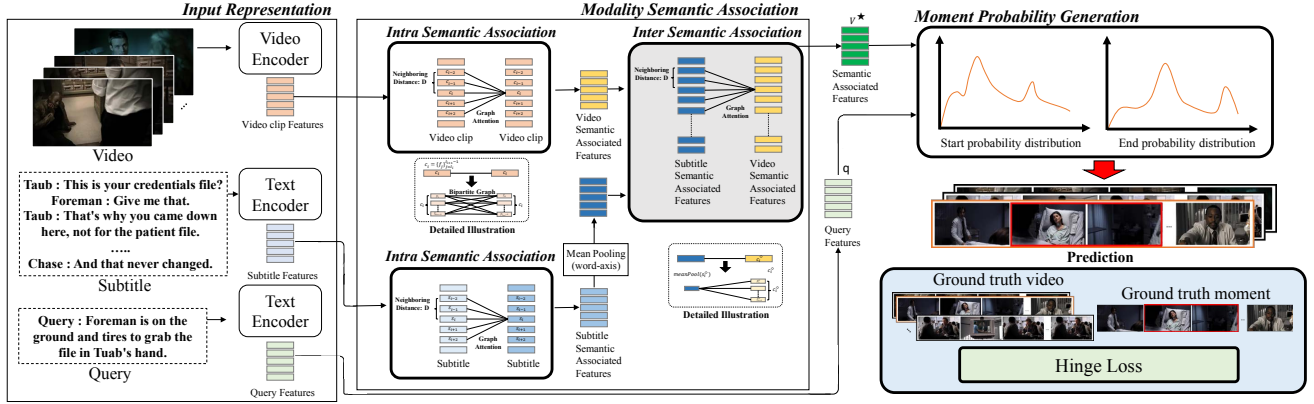 Input Representation
Video
Encoder
Video clip Features
Video
Taub : This is your credentials file?
Foreman : Give me that.
Taub : That's why you came down
here, not for the patient file.
.....
Chase : And that never changed.
Subtitle
Text
Encoder
Subtitle Features
Query : Foreman is on the
ground and tires to grab the
file in Tuab's hand.
Query
Text
Encoder
Query Features
Modality Semantic Association
Intra Semantic Association
Neighboring
Distance: D
Graph
Attention
Video clip
Video clip
Bipartite Graph
Detailed Illustration
Video
Semantic
Associated
Features
Intra Semantic Association
Neighboring
Distance: D
Graph
Attention
Subtitle
Subtitle
Mean Pooling
(word-axis)
Subtitle
Semantic
Associated
Features
Inter Semantic Association
Neighboring
Distance: D
Graph
Attention
Subtitle
Semantic
Associated
Features
Video
Semantic
Associated
Features
Detailed Illustration
V★
Semantic
Associated
Features
q
Query
Features
Moment Probability Generation
Start probability distribution
End probability distribution
Prediction
Ground truth video
Ground truth moment
Hinge Loss